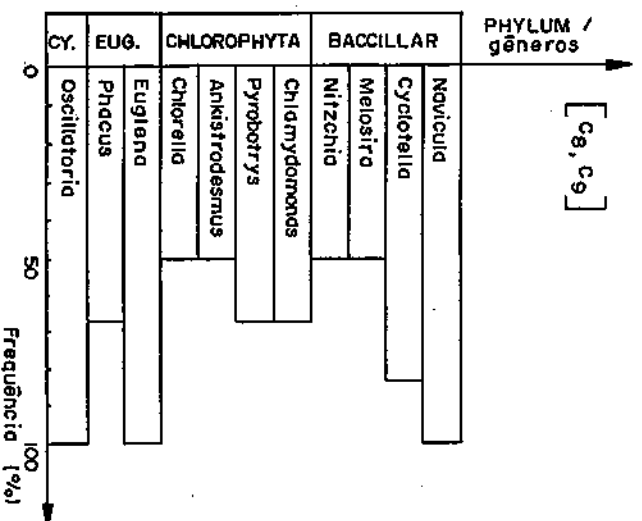 PHYLUM /
gêneros
[C8, C9]
CY.
EUG.
CHLOROPHYTA
BACCILLAR
Oscillatoria
Phacus
Euglena
Chlorella
Ankistrodesmus
Pyrobotrys
Chlamydomonas
Nitzchia
Melosira
Cyclotella
Navicula
0
50
100
Frequência (%)